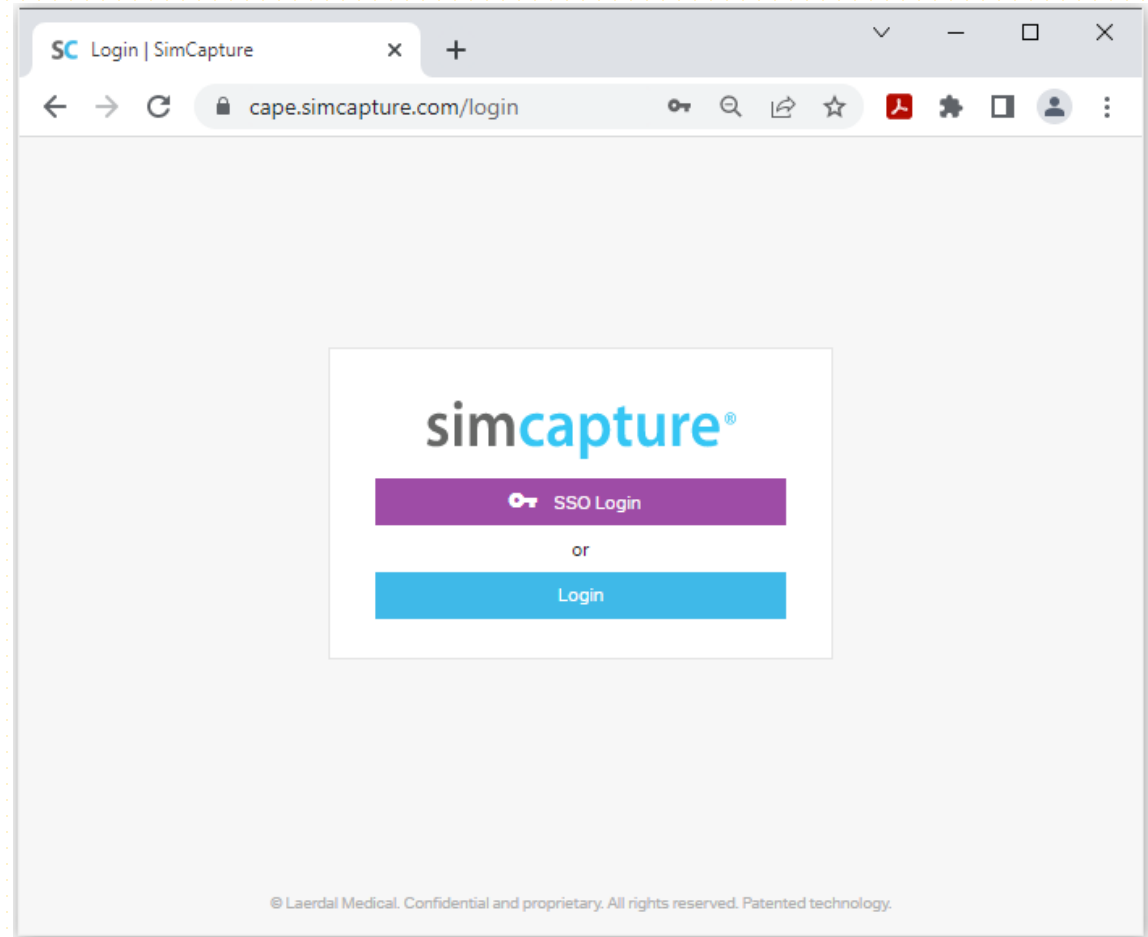 SC Login | SimCapture
cape.simcapture.com/login
simcapture®
SSO Login
or
Login
© Laerdal Medical. Confidential and proprietary. All rights reserved. Patented technology.